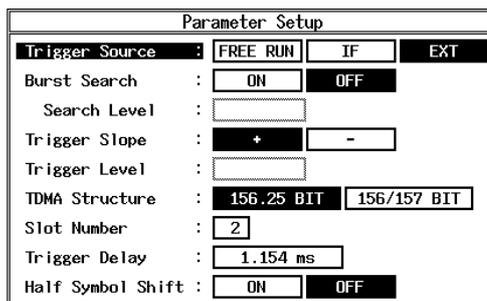 Parameter Setup
Trigger Source : FREE RUN IF EXT
Burst Search : ON OFF
Search Level :
Trigger Slope : + -
Trigger Level :
TDMA Structure : 156.25 BIT 156/157 BIT
Slot Number : 2
Trigger Delay : 1.154 ms
Half Symbol Shift : ON OFF